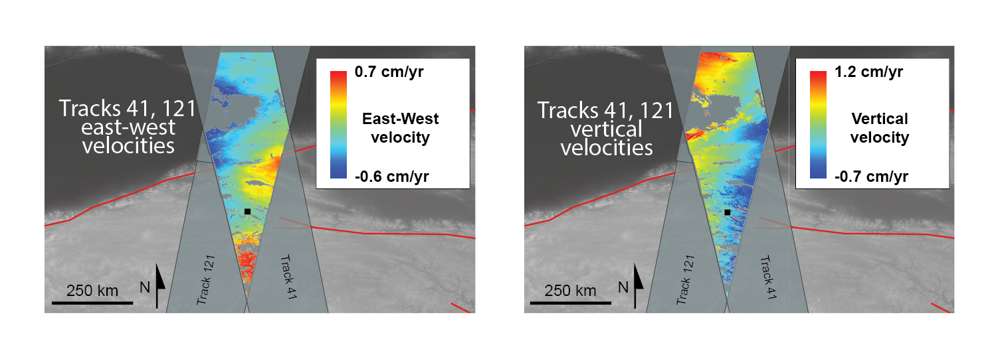 Tracks 41, 121
east-west
velocities
0.7 cm/yr
East-West
velocity
-0.6 cm/yr
250 km
N
Track 121
Track 41
Tracks 41, 121
vertical
velocities
1.2 cm/yr
Vertical
velocity
-0.7 cm/yr
250 km
N
Track 121
Track 41